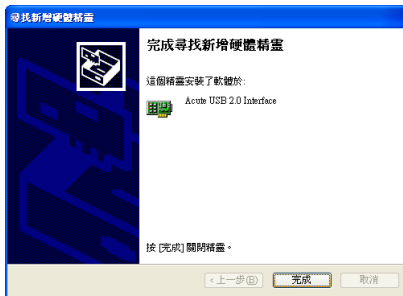 尋找新增硬體精靈
完成尋找新增硬體精靈
這個精靈安裝了軟體於:
Acute USB 2.0 Interface
按 [完成] 關閉精靈。
<上一步(B)
完成
取消